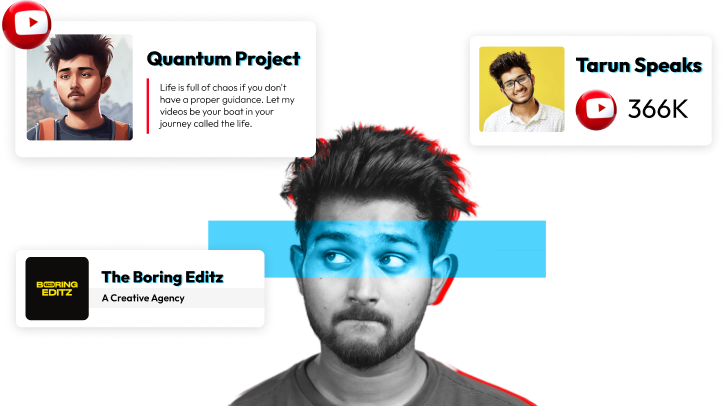 Quantum Project
Life is full of chaos if you don't
have a proper guidance. Let my
videos be your boat in your
journey called the life.
Tarun Speaks
366K
BORING
EDITZ
The Boring Editz
A Creative Agency